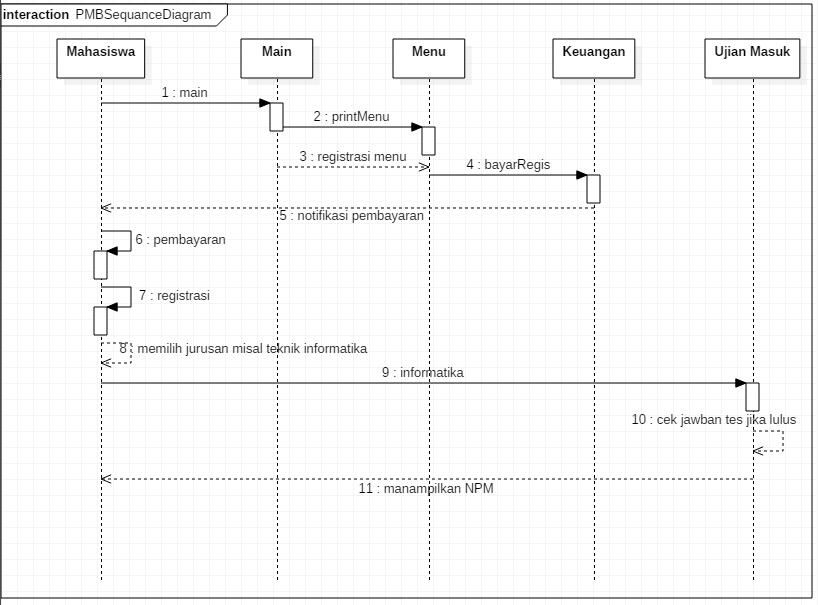 interaction PMBSequanceDiagram
Mahasiswa
Main
Menu
Keuangan
Ujian Masuk
1 : main
2 : printMenu
3 : registrasi menu
4 : bayarRegis
5 : notifikasi pembayaran
6 : pembayaran
7 : registrasi
8 : memilih jurusan misal teknik informatika
9 : informatika
10 : cek jawban tes jika lulus
11 : manampilkan NPM